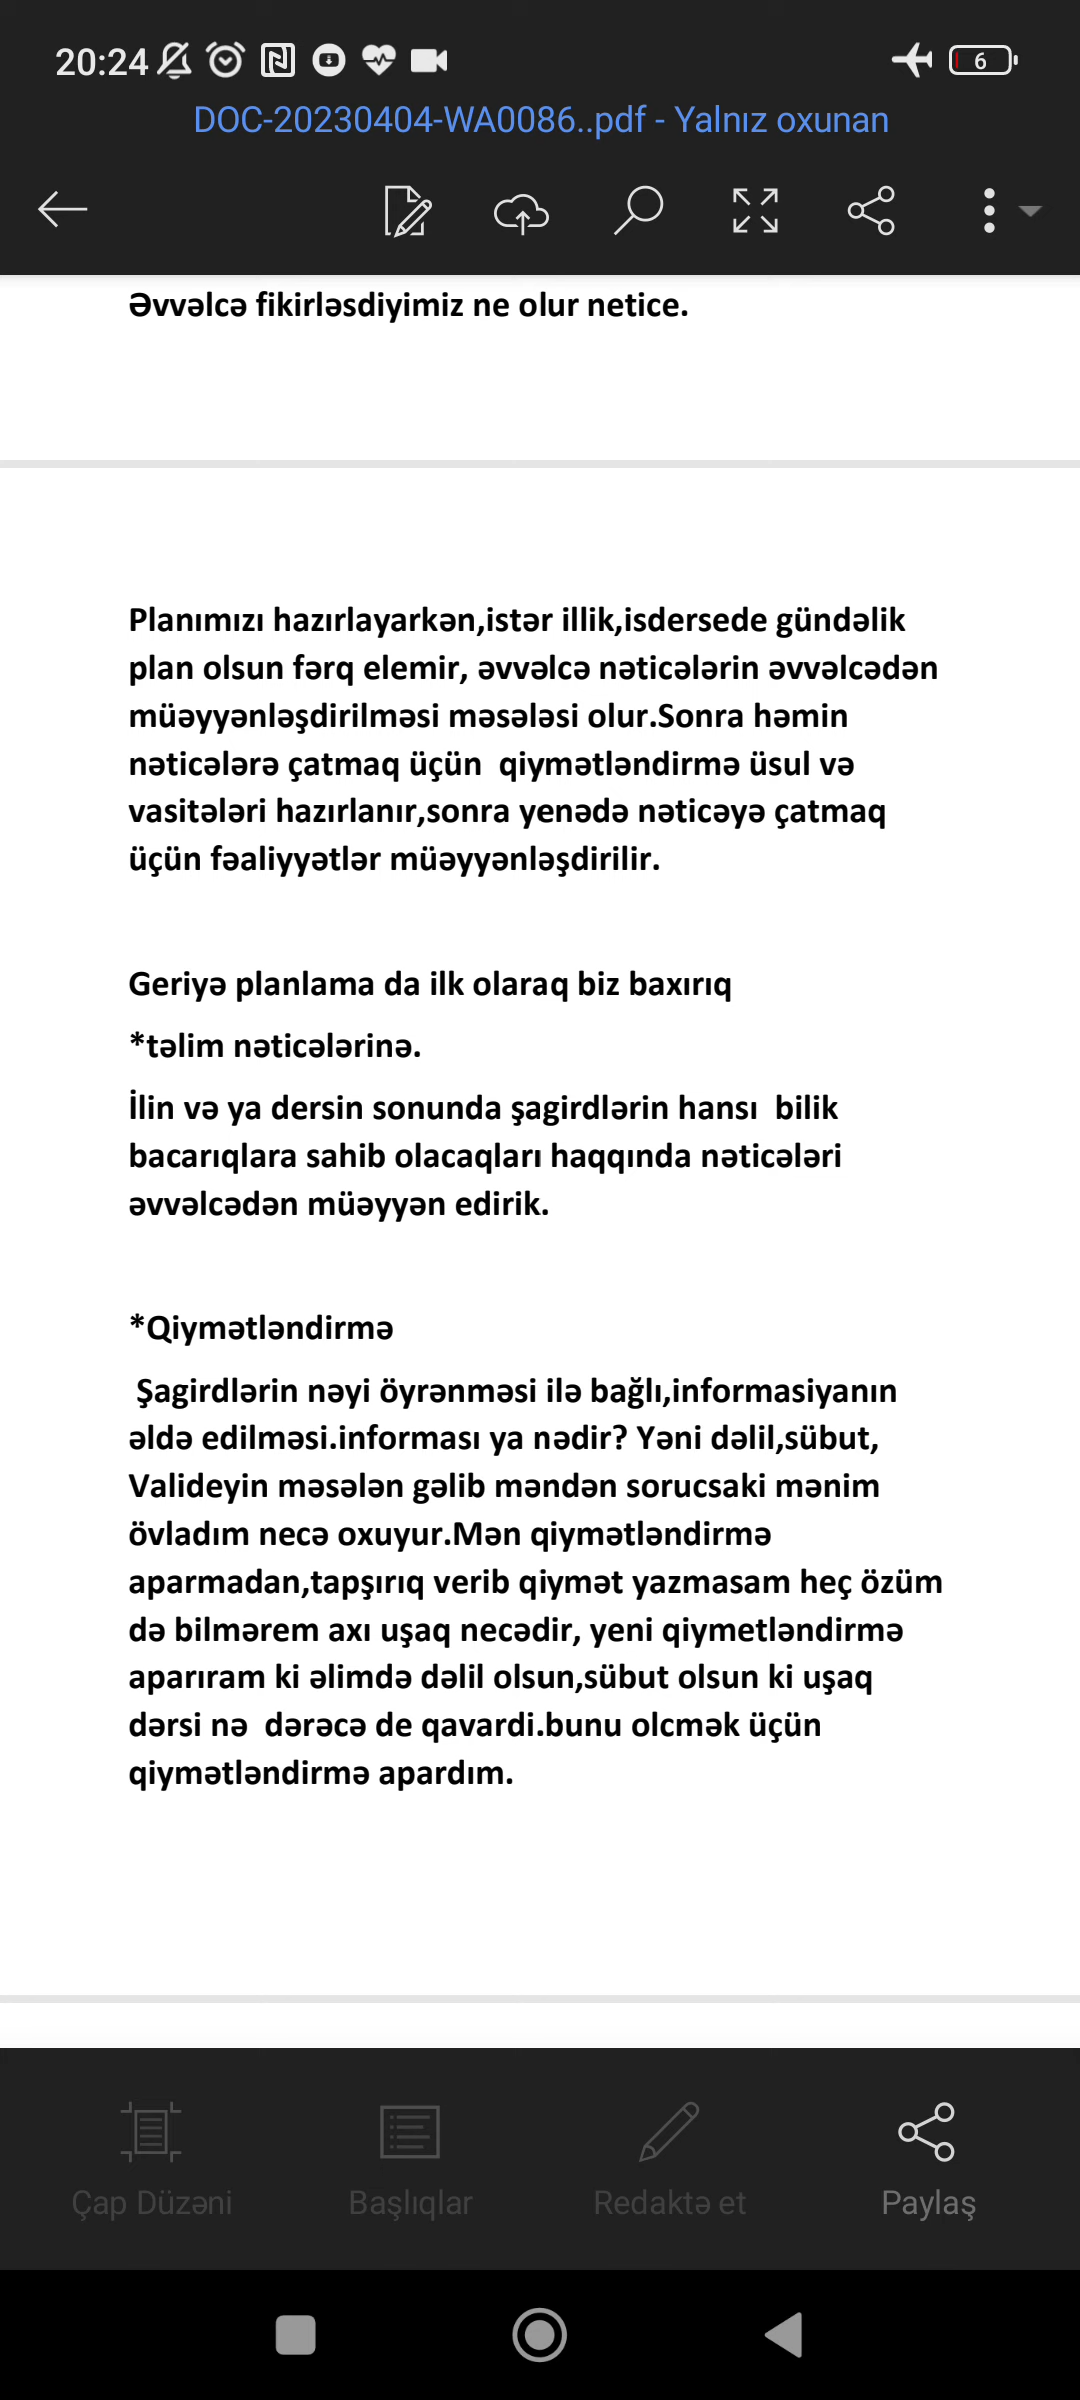 20:24
6
DOC-20230404-WA0086..pdf - Yalnız oxunan
Əvvəlcə fikirləsdiyimiz ne olur netice.
Planımızı hazırlayarkən,istər illik,isdersede gündəlik
plan olsun fərq elemir, əvvəlcə nəticələrin əvvəlcədən
müəyyənləşdirilməsi məsələsi olur.Sonra həmin
nəticələrə çatmaq üçün  qiymətləndirmə üsul və
vasitələri hazırlanır,sonra yenədə nəticəyə çatmaq
üçün fəaliyyətlər müəyyənləşdirilir.
Geriyə planlama da ilk olaraq biz baxırıq
*təlim nəticələrinə.
İlin və ya dersin sonunda şagirdlərin hansı  bilik
bacarıqlara sahib olacaqları haqqında nəticələri
əvvəlcədən müəyyən edirik.
*Qiymətləndirmə
Şagirdlərin nəyi öyrənməsi ilə bağlı,informasiyanın
əldə edilməsi.informası ya nədir? Yəni dəlil,sübut,
Valideyin məsələn gəlib məndən sorucsaki mənim
övladım necə oxuyur.Mən qiymətləndirmə
aparmadan,tapşırıq verib qiymət yazmasam heç özüm
də bilmərem axı uşaq necədir, yeni qiymetləndirmə
aparıram ki əlimdə dəlil olsun,sübut olsun ki uşaq
dərsi nə  dərəcə de qavardi.bunu olcmək üçün
qiymətləndirmə apardım.
Çap Düzəni
Başlıqlar
Redaktə et
Paylaş